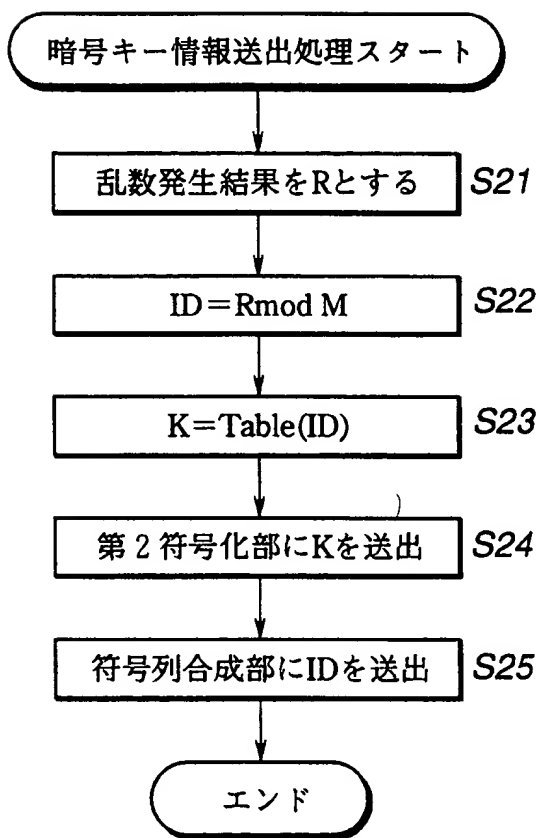 暗号キー情報送出処理スタート
乱数発生結果をRとする S21
ID=Rmod M S22
K=Table(ID) S23
第2符号化部にKを送出 S24
符号列合成部にIDを送出 S25
エンド